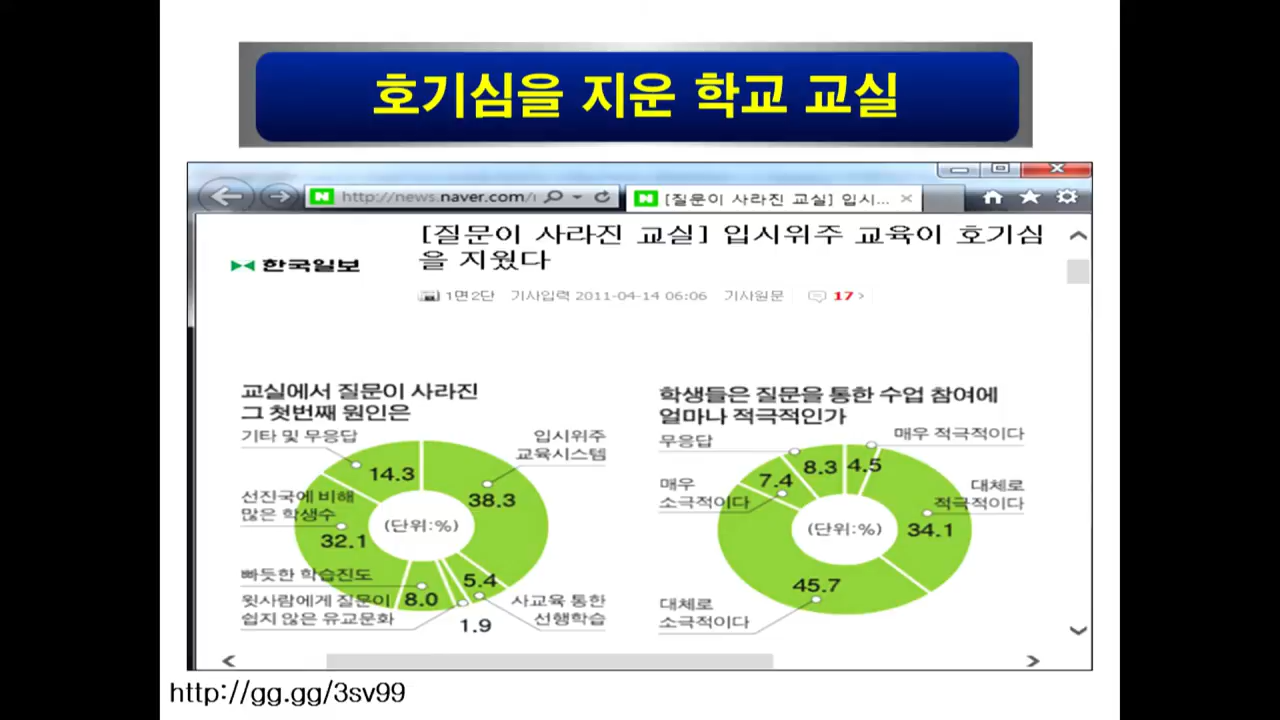 호기심을 지운 학교 교실
http://news.naver.com/
[질문이 사라진 교실] 입시...
[질문이 사라진 교실] 입시위주 교육이 호기심
을 지웠다
한국일보
1면2단 기사입력 2011-04-14 06:06 기사원문 17
교실에서 질문이 사라진
그 첫번째 원인은
기타 및 무응답
14.3
입시위주
교육시스템
38.3
선진국에 비해
많은 학생수
32.1
(단위:%)
빠듯한 학습진도
8.0
윗사람에게 질문이
쉽지 않은 유교문화
1.9
5.4
사교육 통한
선행학습
학생들은 질문을 통한 수업 참여에
얼마나 적극적인가
무응답
8.3
매우 적극적이다
4.5
매우
소극적이다
7.4
대체로
적극적이다
34.1
(단위:%)
45.7
대체로
소극적이다
http://gg.gg/3sv99